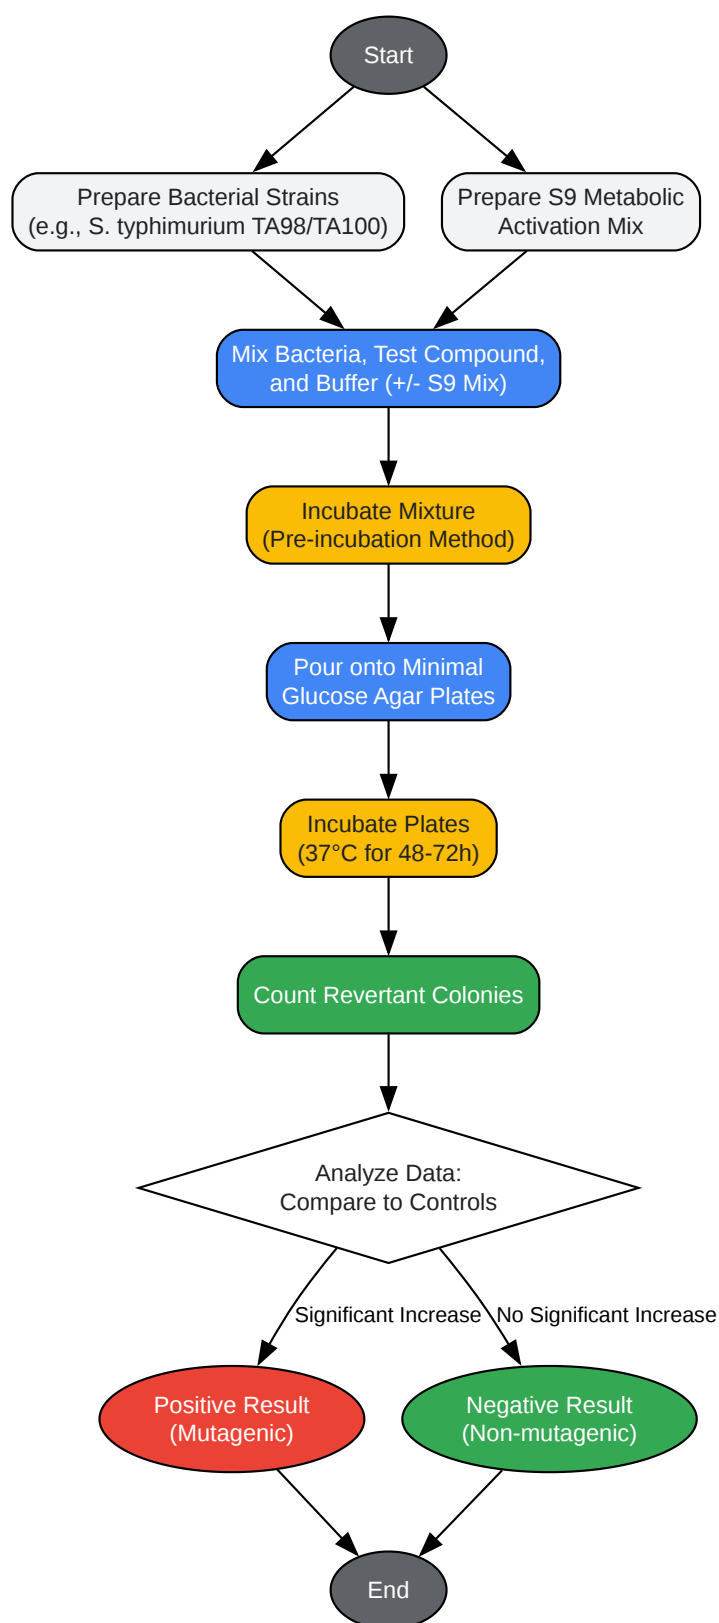 Start
Prepare Bacterial Strains
(e.g., S. typhimurium TA98/TA100)
Prepare S9 Metabolic
Activation Mix
Mix Bacteria, Test Compound,
and Buffer (+/- S9 Mix)
Incubate Mixture
(Pre-incubation Method)
Pour onto Minimal
Glucose Agar Plates
Incubate Plates
(37°C for 48-72h)
Count Revertant Colonies
Analyze Data:
Compare to Controls
Significant Increase
No Significant Increase
Positive Result
(Mutagenic)
Negative Result
(Non-mutagenic)
End